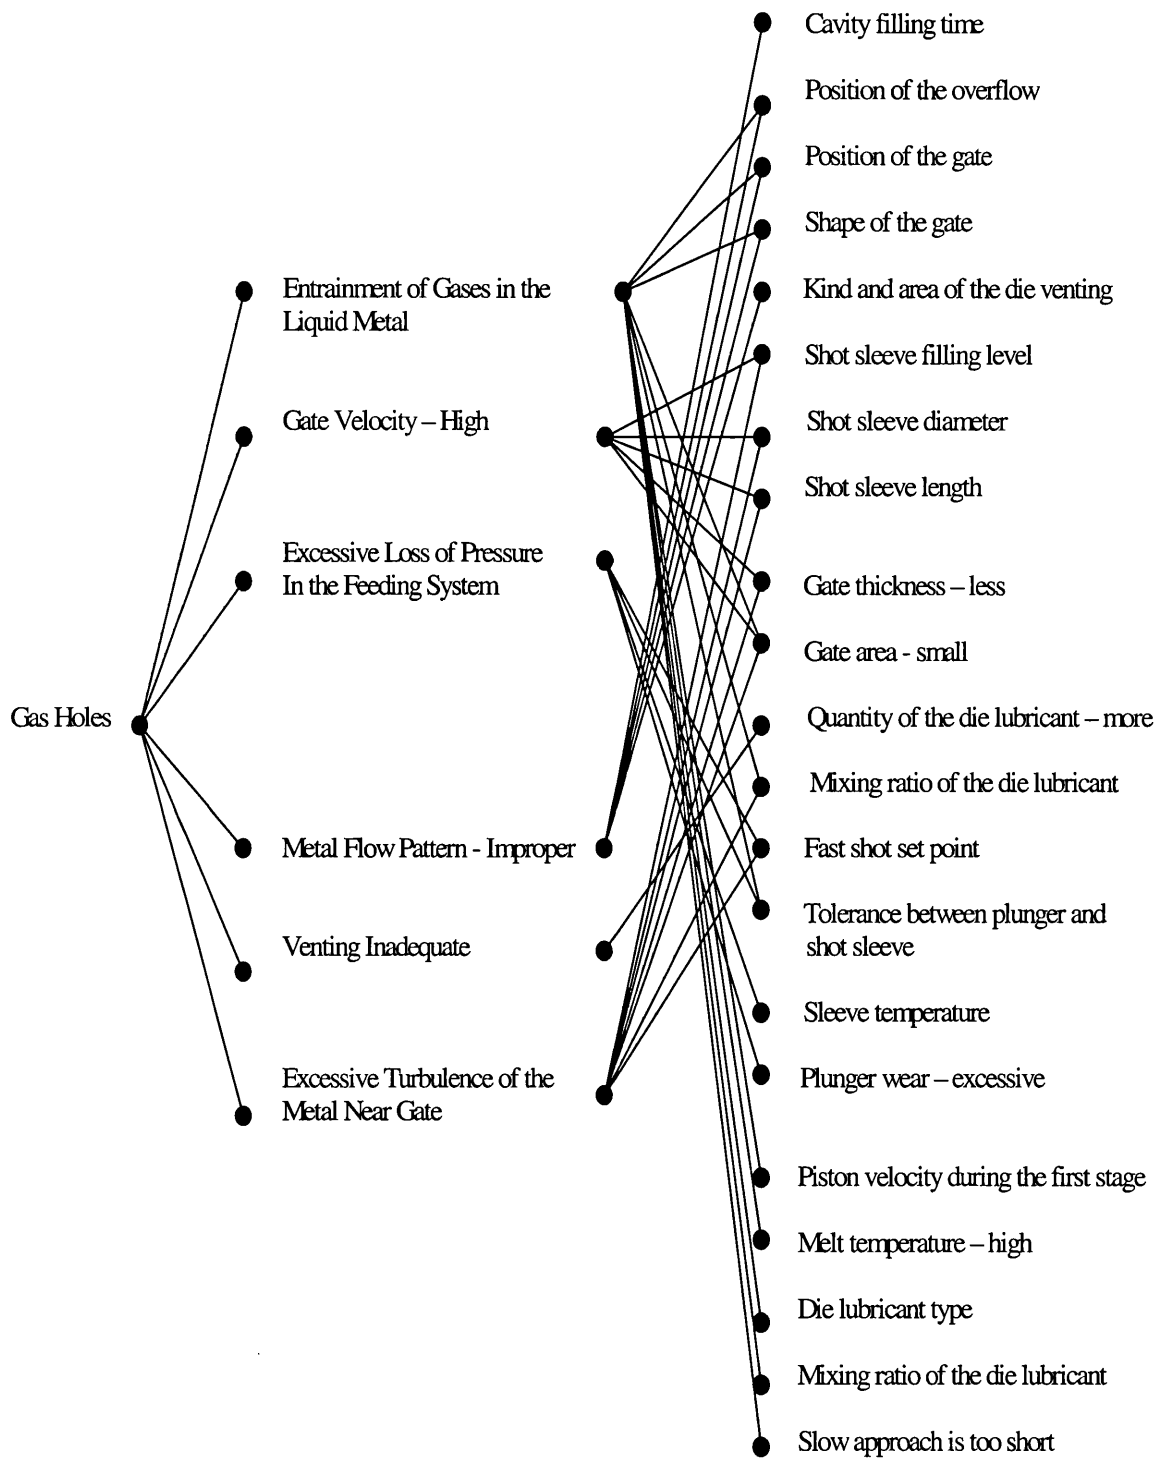 Gas Holes
Entrainment of Gases in the
Liquid Metal
Gate Velocity – High
Excessive Loss of Pressure
In the Feeding System
Metal Flow Pattern - Improper
Venting Inadequate
Excessive Turbulence of the
Metal Near Gate
Cavity filling time
Position of the overflow
Position of the gate
Shape of the gate
Kind and area of the die venting
Shot sleeve filling level
Shot sleeve diameter
Shot sleeve length
Gate thickness – less
Gate area - small
Quantity of the die lubricant – more
Mixing ratio of the die lubricant
Fast shot set point
Tolerance between plunger and
shot sleeve
Sleeve temperature
Plunger wear – excessive
Piston velocity during the first stage
Melt temperature – high
Die lubricant type
Mixing ratio of the die lubricant
Slow approach is too short